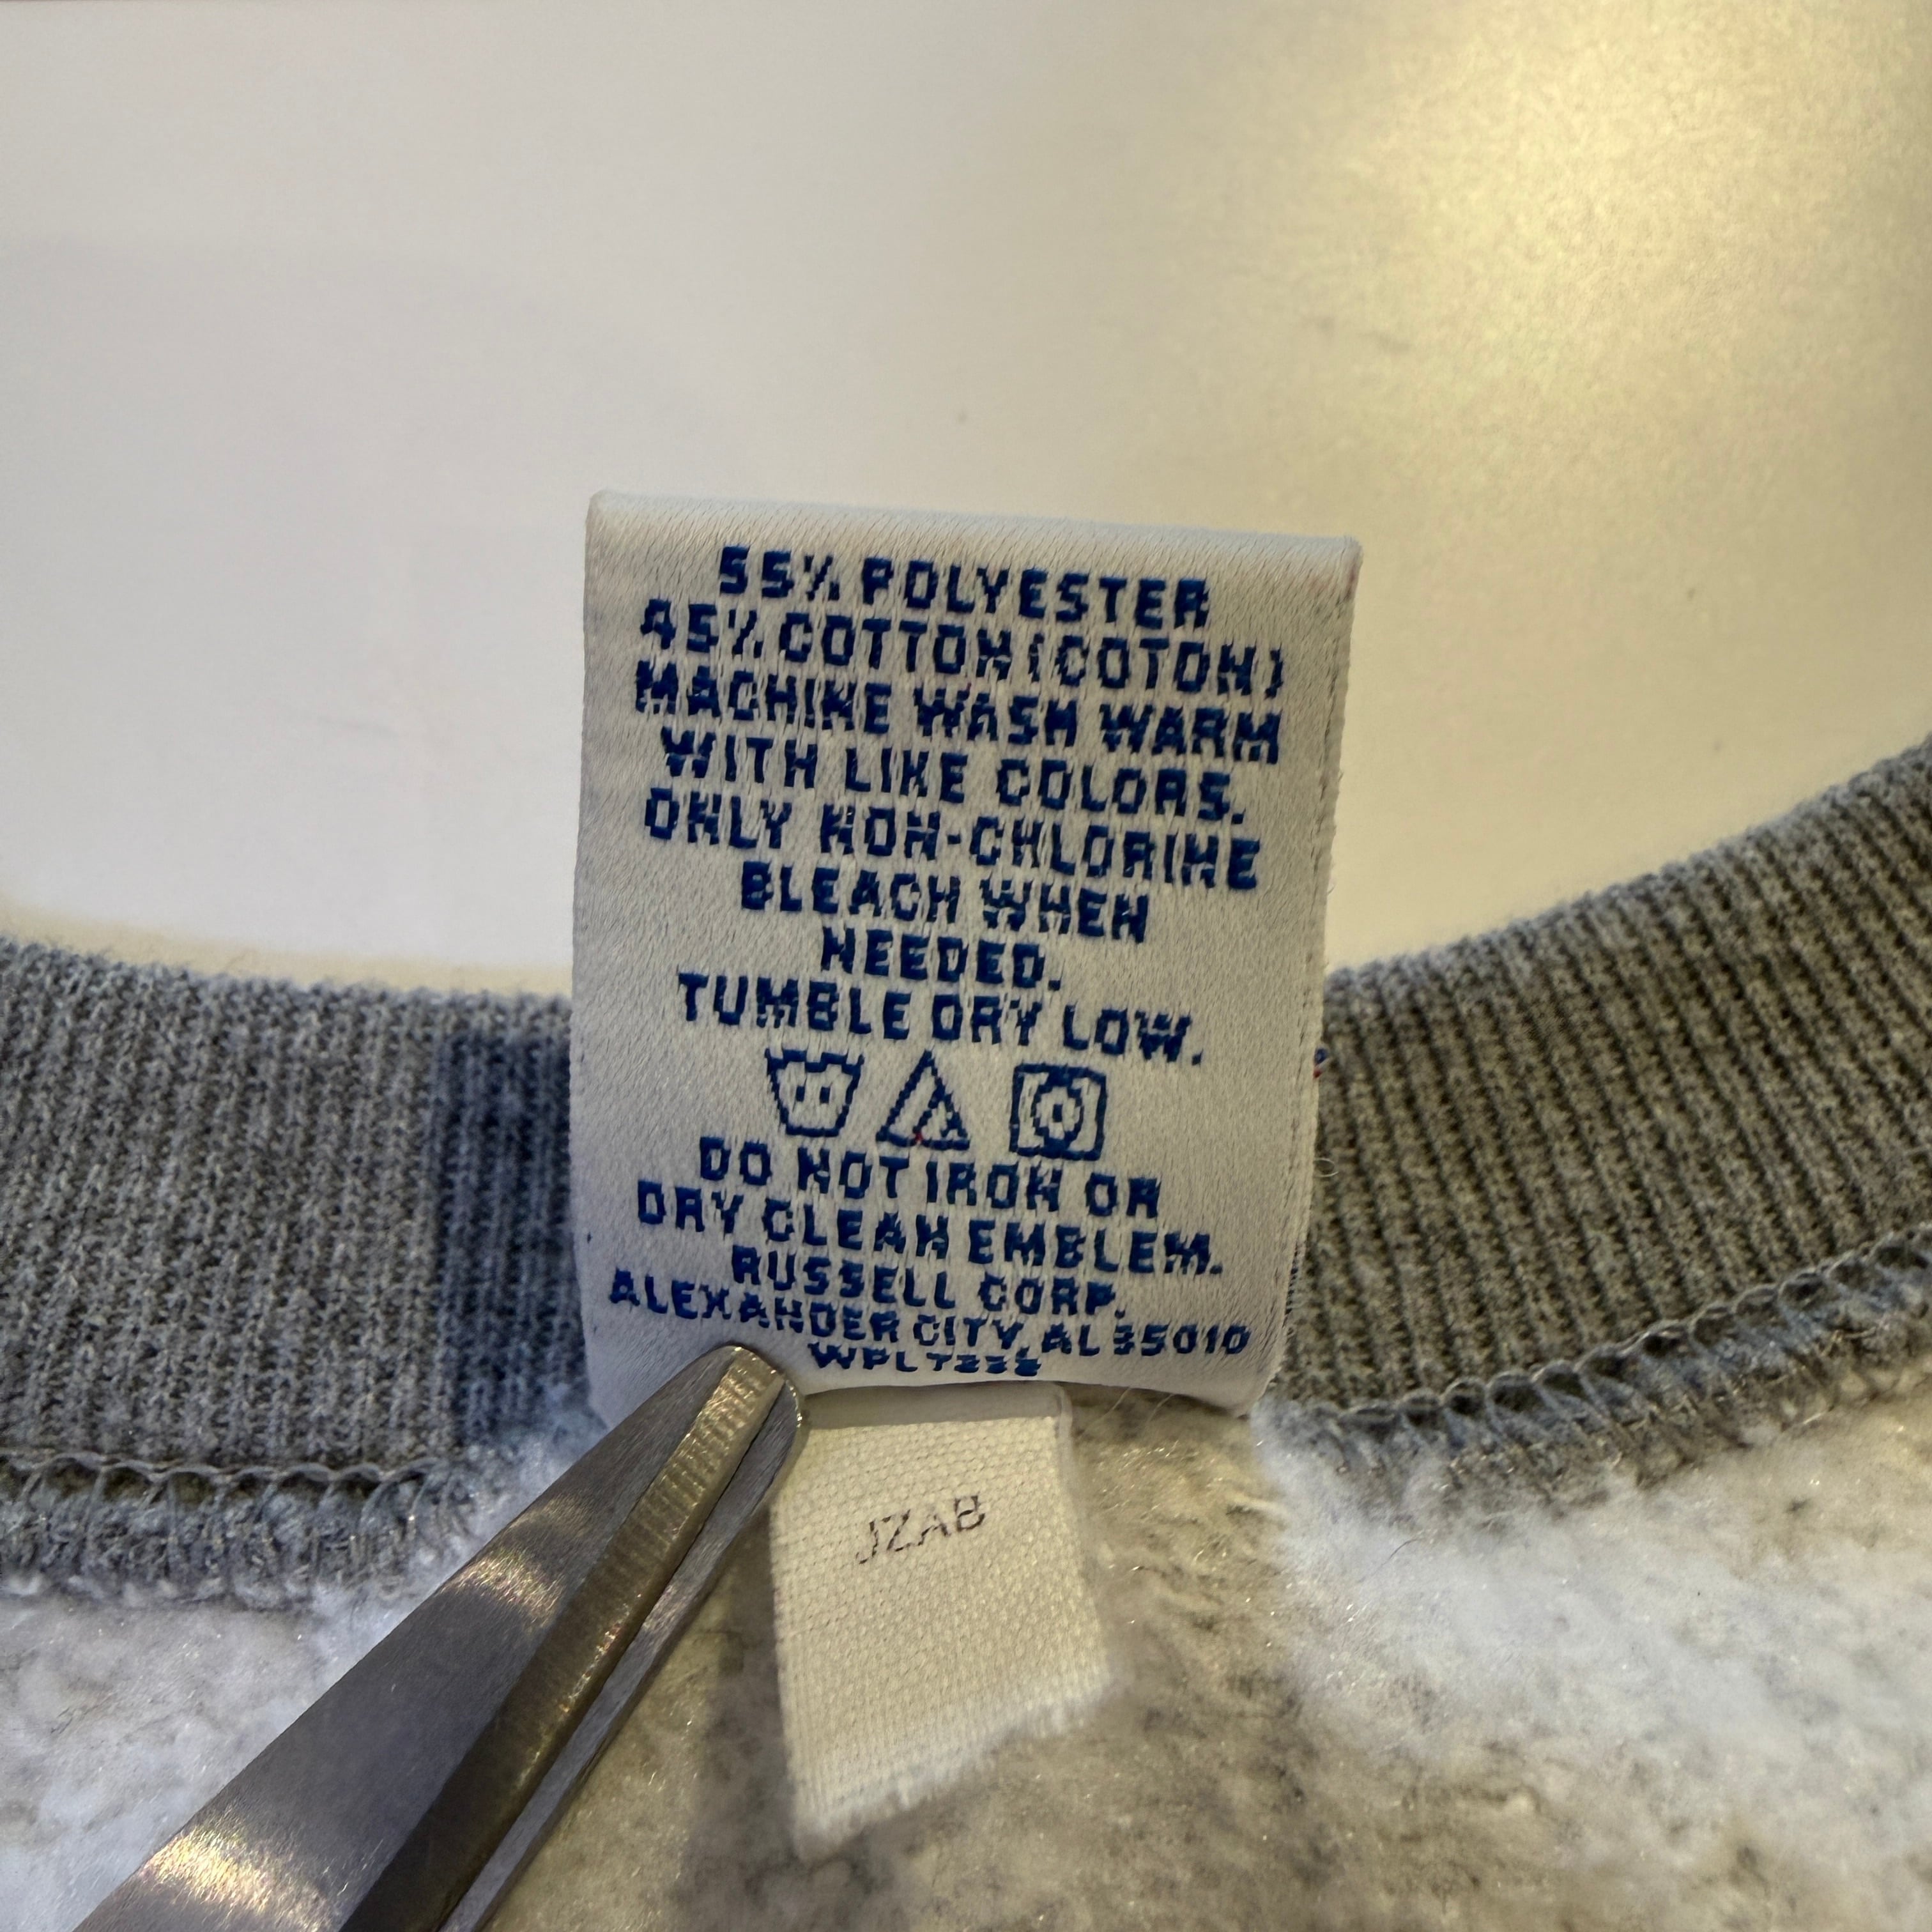 55% POLYESTER
45% COTTON (COTON)
MACHINE WASH WARM
WITH LIKE COLORS.
ONLY NON-CHLORINE
BLEACH WHEN
NEEDED.
TUMBLE DRY LOW.
DO NOT IRON OR
DRY CLEAN EMBLEM.
RUSSELL CORP.
ALEXANDER CITY, AL 35010
WPL
JZAB